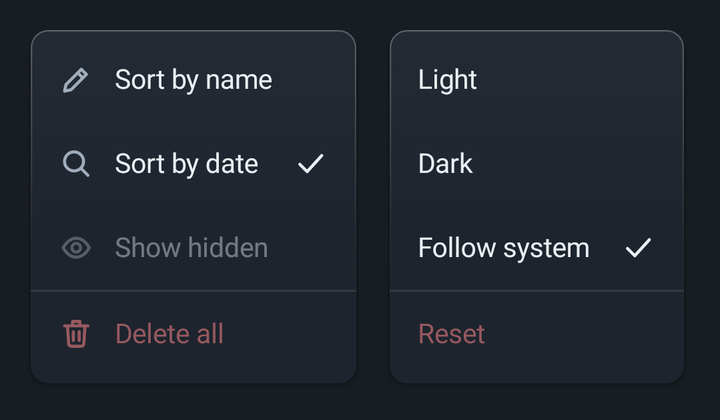 Sort by name
Sort by date
Show hidden
Delete all
Light
Dark
Follow system
Reset